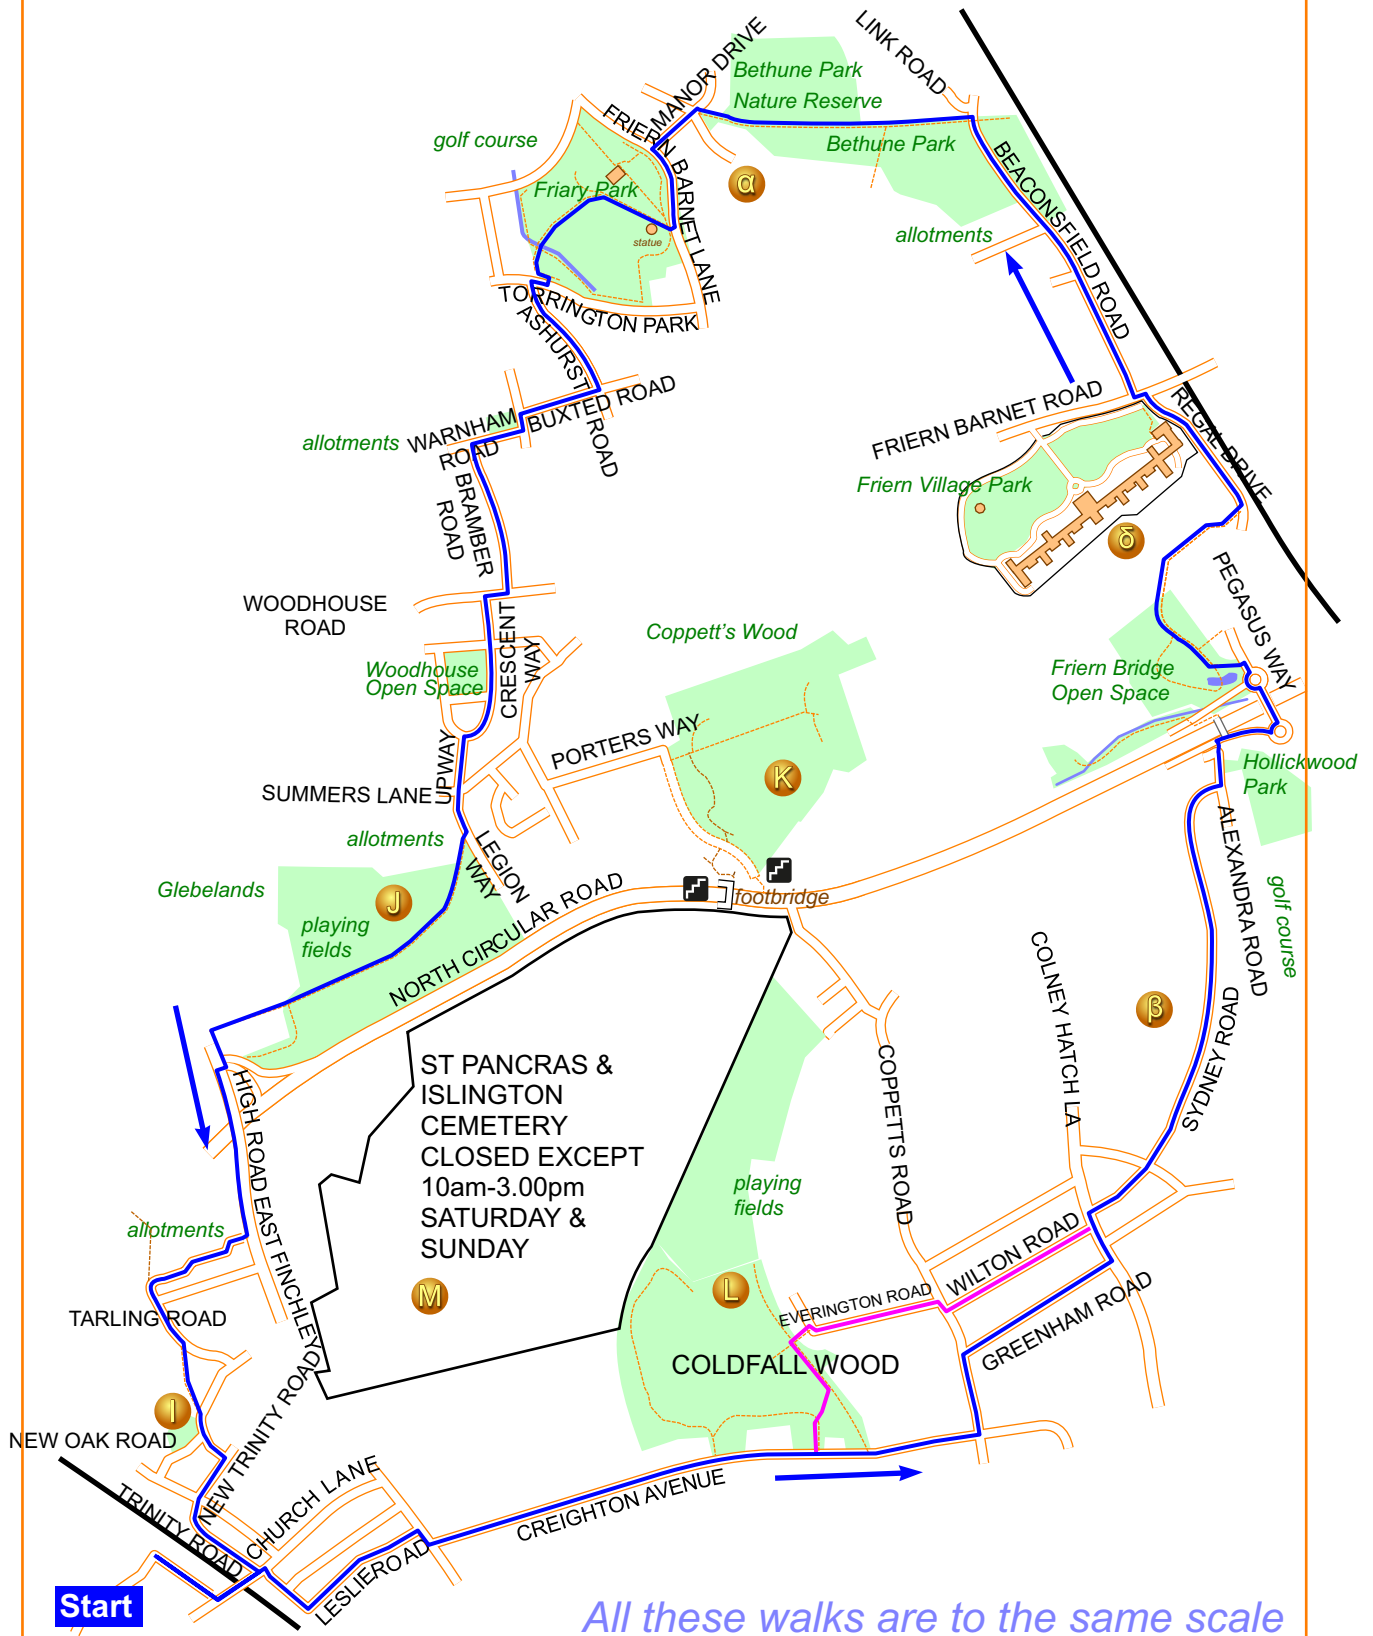 LINK ROAD
MANOR DRIVE
Bethune Park
Nature Reserve
FRIERN BARNET LANE
golf course
Bethune Park
BEACONSFIELD ROAD
α
Friary Park
statue
allotments
TORRINGTON PARK
ASHURST
ROAD
BUXTED ROAD
WARNHAM
ROAD
allotments
FRIERN BARNET ROAD
REGAL DRIVE
BRAMBER
ROAD
Friern Village Park
δ
PEGASUS WAY
WOODHOUSE
ROAD
CRESCENT
WAY
Coppett's Wood
Woodhouse
Open Space
Friern Bridge
Open Space
PORTERS WAY
UPWAY
K
Hollickwood
Park
SUMMERS LANE
allotments
LEGION
WAY
ALEXANDRA ROAD
Glebelands
J
footbridge
golf course
playing
fields
NORTH CIRCULAR ROAD
COLNEY HATCH LA
β
SYDNEY ROAD
ST PANCRAS &
ISLINGTON
CEMETERY
CLOSED EXCEPT
10am-3.00pm
SATURDAY &
SUNDAY
COPPETTS ROAD
HIGH ROAD EAST FINCHLEY
playing
fields
allotments
M
L
WILTON ROAD
EVERINGTON ROAD
TARLING ROAD
GREENHAM ROAD
COLDFALL WOOD
I
NEW TRINITY ROAD
NEW OAK ROAD
CHURCH LANE
TRINITY ROAD
CREIGHTON AVENUE
LESLIEROAD
Start
All these walks are to the same scale